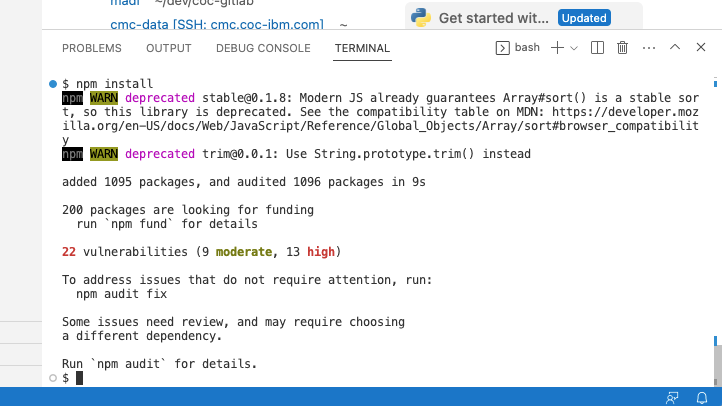 madi ~/dev/coc-gitlab
cmc-data [SSH: cmc.coc-ibm.com] ~
Get started wit... Updated
PROBLEMS OUTPUT DEBUG CONSOLE TERMINAL bash
$ npm install
npm WARN deprecated stable@0.1.8: Modern JS already guarantees Array#sort() is a stable sor
t, so this library is deprecated. See the compatibility table on MDN: https://developer.moz
illa.org/en-US/docs/Web/JavaScript/Reference/Global_Objects/Array/sort#browser_compatibilit
y
npm WARN deprecated trim@0.0.1: Use String.prototype.trim() instead
added 1095 packages, and audited 1096 packages in 9s
200 packages are looking for funding
run `npm fund` for details
22 vulnerabilities (9 moderate, 13 high)
To address issues that do not require attention, run:
npm audit fix
Some issues need review, and may require choosing
a different dependency.
Run `npm audit` for details.
$